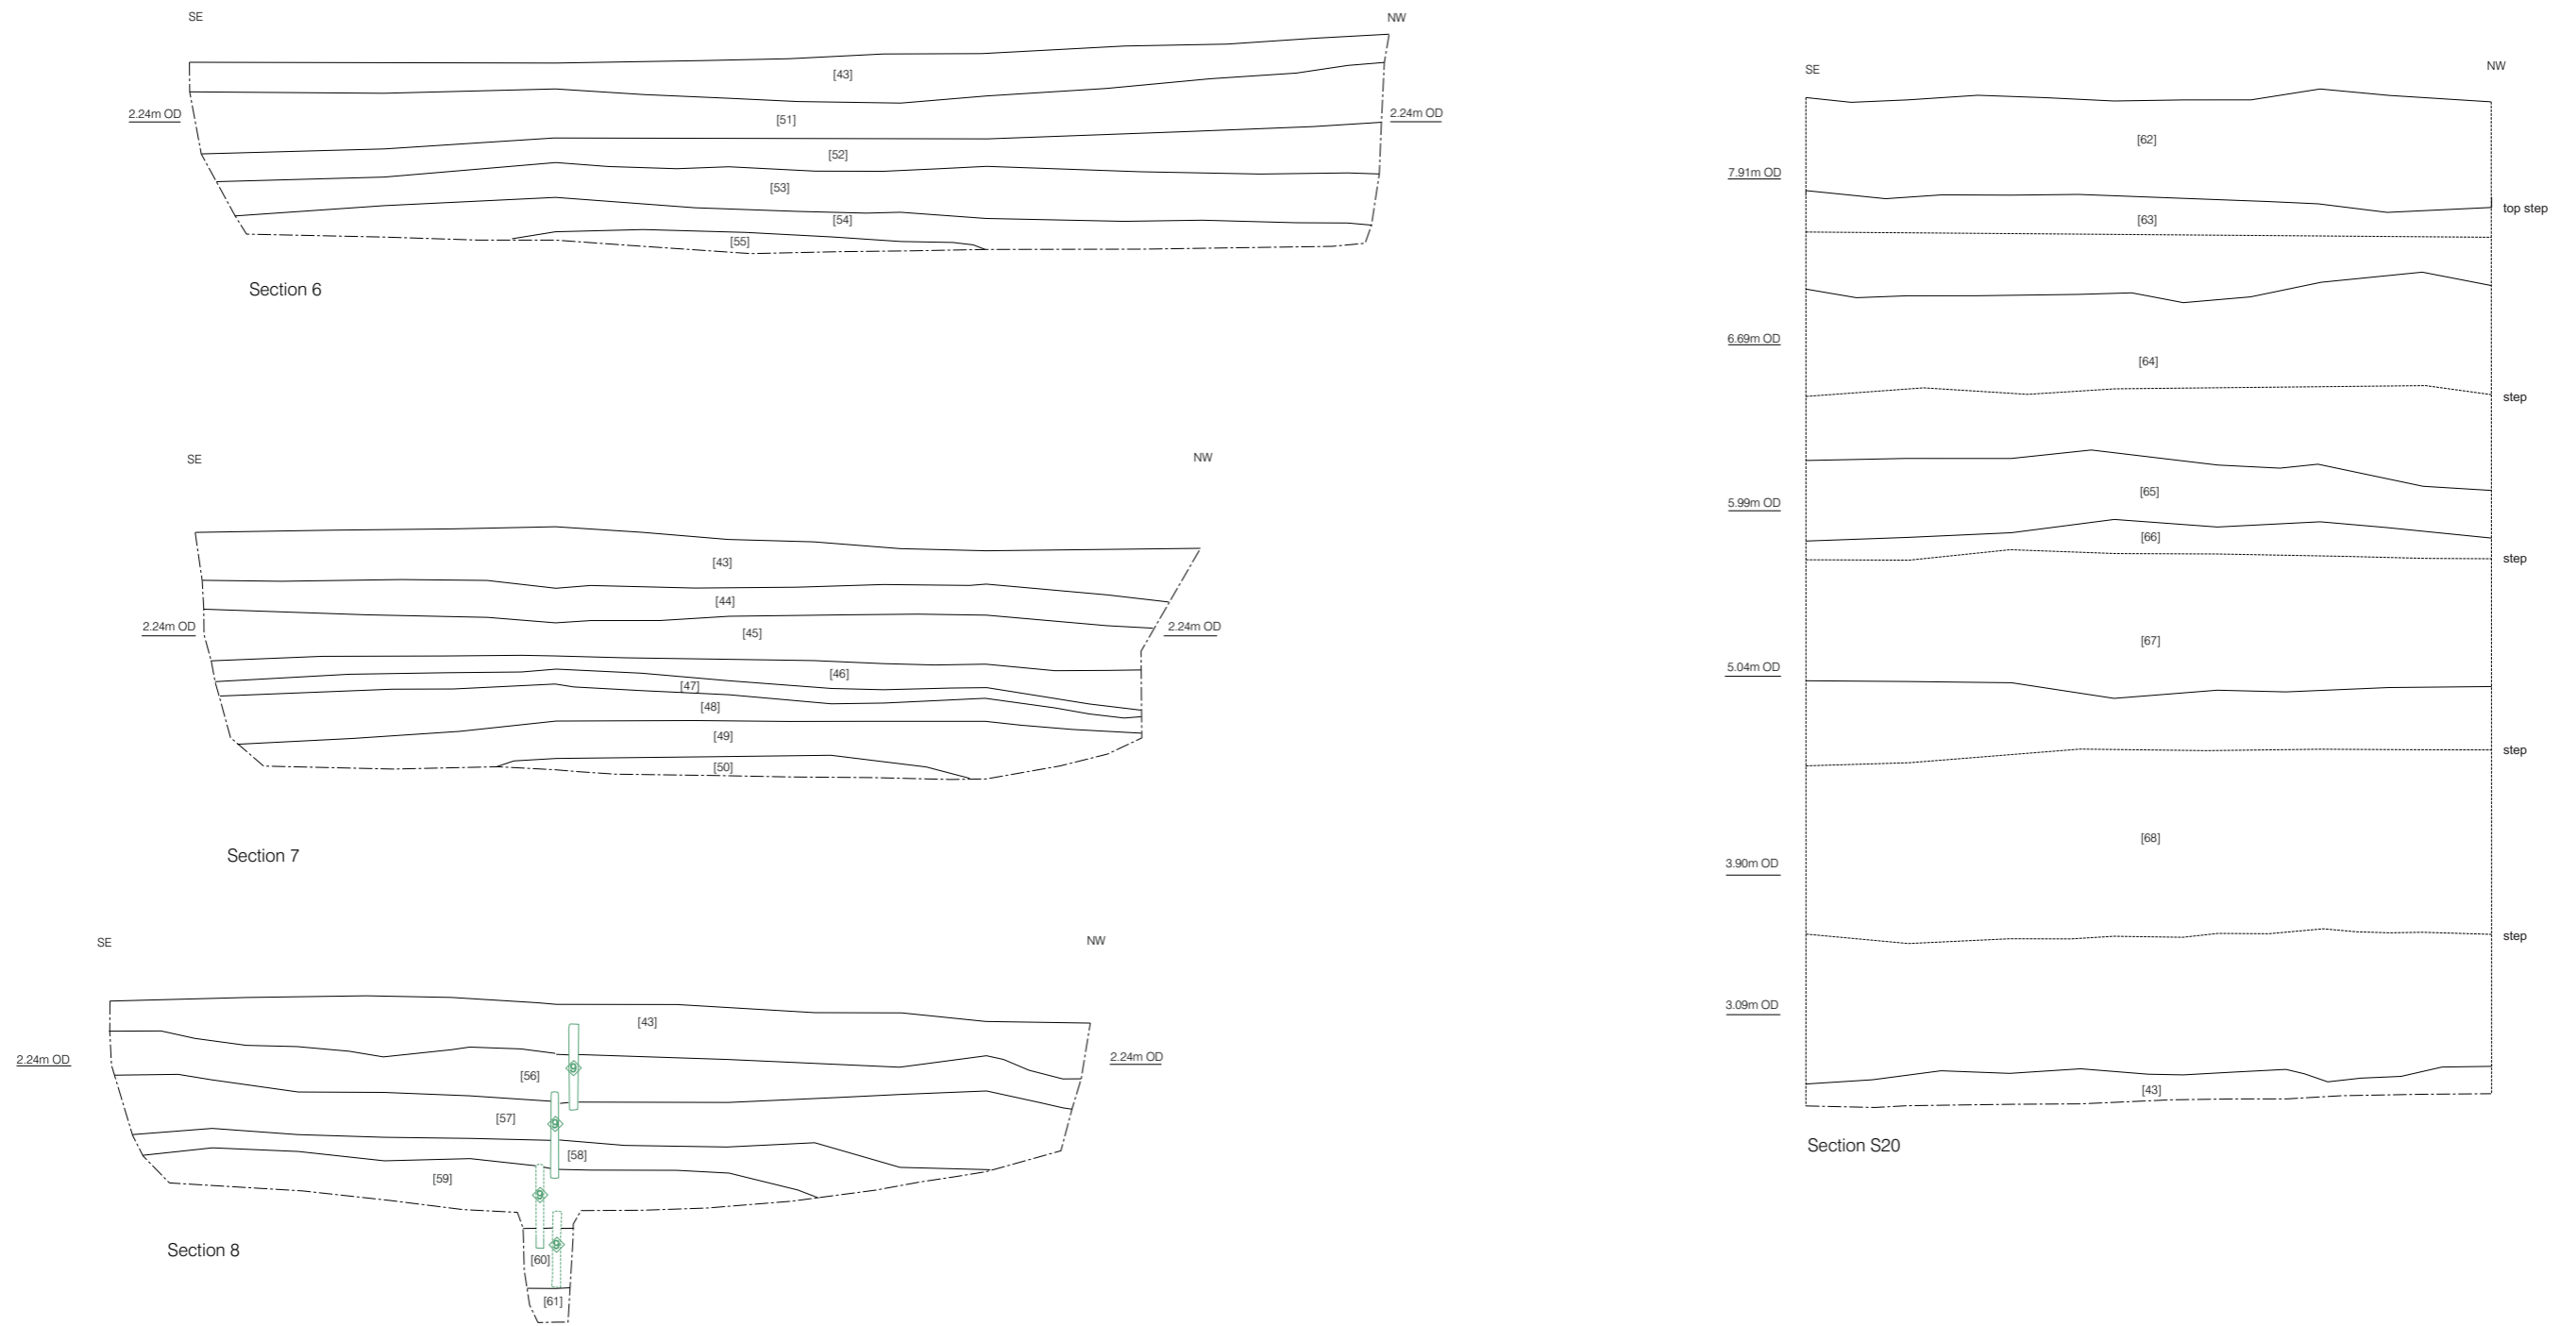 SE
NW
[43]
2.24m OD
2.24m OD
[51]
[52]
[53]
[54]
[55]
Section 6
SE
NW
[43]
[44]
2.24m OD
2.24m OD
[45]
[46]
[47]
[48]
[49]
[50]
Section 7
SE
NW
[43]
2.24m OD
2.24m OD
9
[56]
[57]
9
[58]
[59]
9
9
[60]
[61]
Section 8
SE
NW
[62]
7.91m OD
top step
[63]
6.69m OD
[64]
step
[65]
5.99m OD
[66]
step
[67]
5.04m OD
step
[68]
3.90m OD
step
3.09m OD
[43]
Section S20